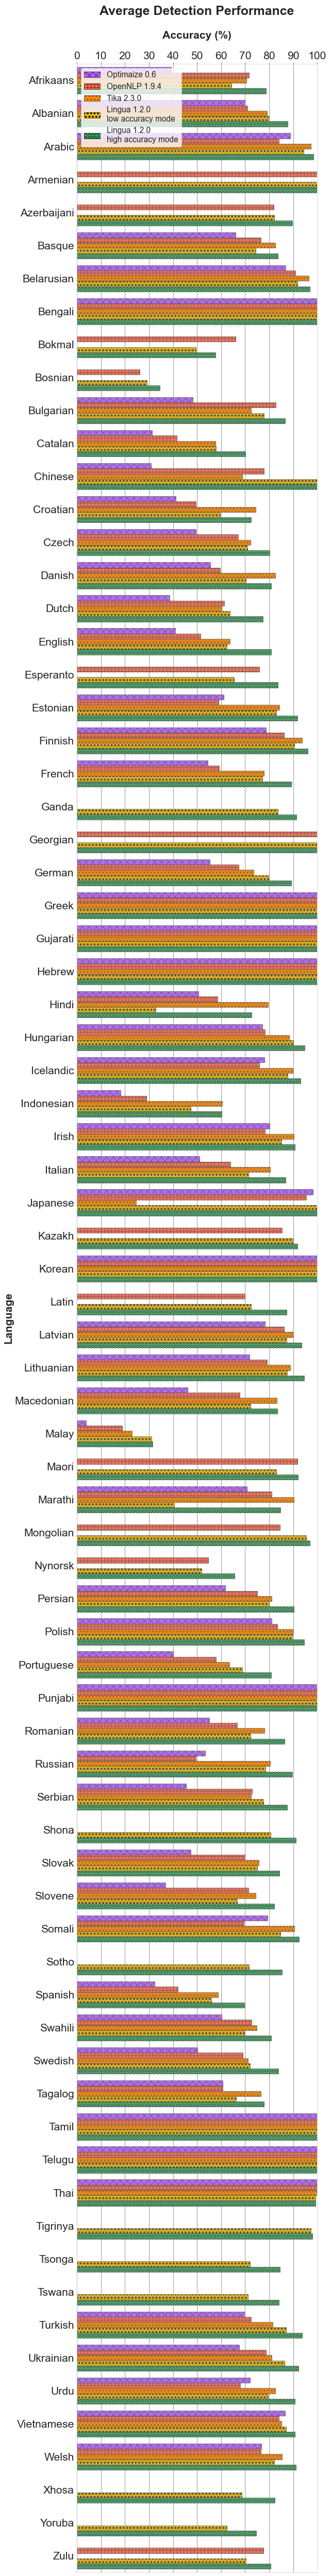 Average Detection Performance
Accuracy (%)
0 10 20 30 40 50 60 70 80 90 100
Optimaize 0.6
OpenNLP 1.9.4
Tika 2.3.0
Lingua 1.2.0
low accuracy mode
Lingua 1.2.0
high accuracy mode
Language
Afrikaans
Albanian
Arabic
Armenian
Azerbaijani
Basque
Belarusian
Bengali
Bokmal
Bosnian
Bulgarian
Catalan
Chinese
Croatian
Czech
Danish
Dutch
English
Esperanto
Estonian
Finnish
French
Ganda
Georgian
German
Greek
Gujarati
Hebrew
Hindi
Hungarian
Icelandic
Indonesian
Irish
Italian
Japanese
Kazakh
Korean
Latin
Latvian
Lithuanian
Macedonian
Malay
Maori
Marathi
Mongolian
Nynorsk
Persian
Polish
Portuguese
Punjabi
Romanian
Russian
Serbian
Shona
Slovak
Slovene
Somali
Sotho
Spanish
Swahili
Swedish
Tagalog
Tamil
Telugu
Thai
Tigrinya
Tsonga
Tswana
Turkish
Ukrainian
Urdu
Vietnamese
Welsh
Xhosa
Yoruba
Zulu